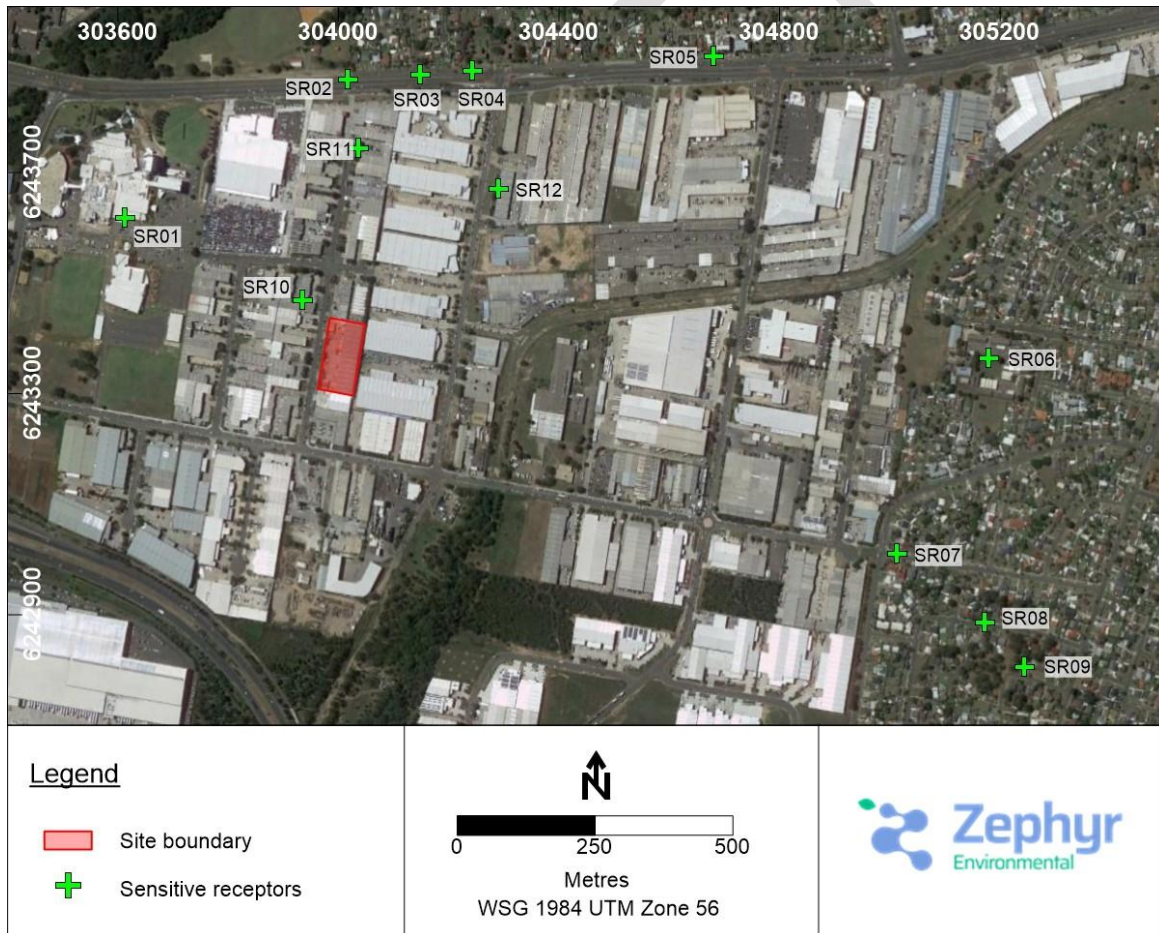 303600 304000 304400 304800 305200
SR05
SR02 SR03 SR04
SR11
6243700
SR12
SR01
SR10
SR06
6243300
SR07
6242900
SR08
SR09
Legend
Site boundary
Sensitive receptors
N
0 250 500
Metres
WSG 1984 UTM Zone 56
Zephyr
Environmental